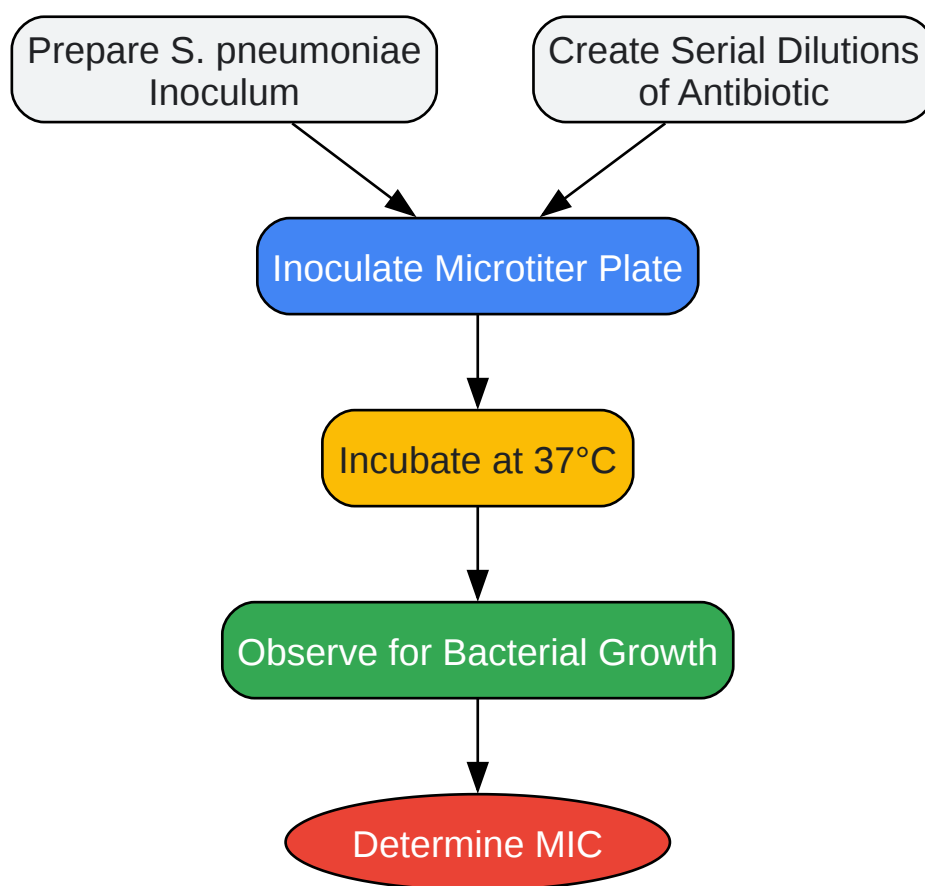 Prepare S. pneumoniae
Inoculum
Create Serial Dilutions
of Antibiotic
Inoculate Microtiter Plate
Incubate at 37°C
Observe for Bacterial Growth
Determine MIC